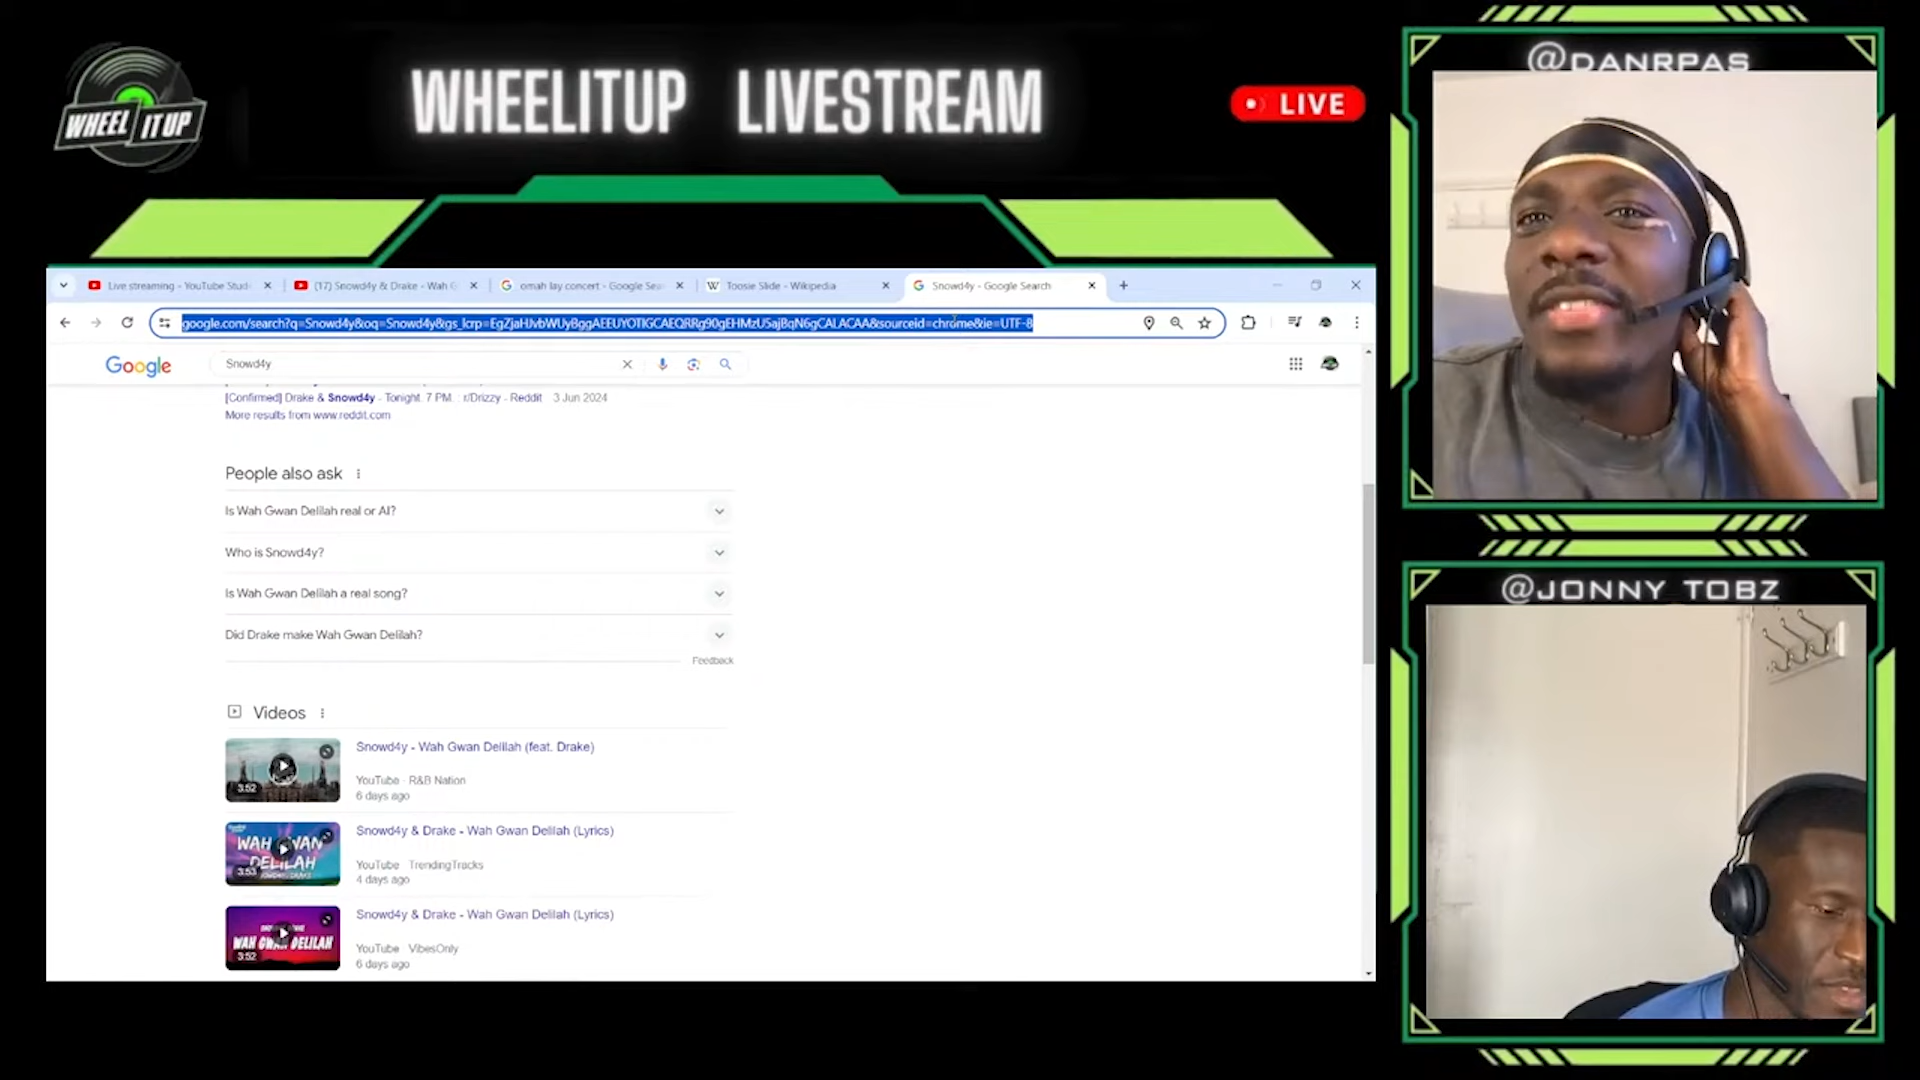 WHEEL IT UP
WHEELITUP LIVESTREAM
LIVE
@DANRPAS
Live streaming - YouTube Studi
(17) Snowd4y & Drake - Wah G
omah lay concert - Google Sear
Toosie Slide - Wikipedia
Snowd4y - Google Search
Google
Snowd4y
[Confirmed] Drake & Snowd4y - Tonight. 7 PM. : r/Drizzy - Reddit 3 Jun 2024
More results from www.reddit.com
People also ask
Is Wah Gwan Delilah real or AI?
Who is Snowd4y?
Is Wah Gwan Delilah a real song?
Did Drake make Wah Gwan Delilah?
Feedback
Videos
Snowd4y - Wah Gwan Delilah (feat. Drake)
YouTube · R&B Nation
6 days ago
3:52
Snowd4y & Drake - Wah Gwan Delilah (Lyrics)
YouTube · TrendingTracks
4 days ago
WAH GWAN
DELILAH
3:53
Snowd4y & Drake - Wah Gwan Delilah (Lyrics)
YouTube · VibesOnly
6 days ago
WAH GWAN DELILAH
3:52
@JONNY TOBZ